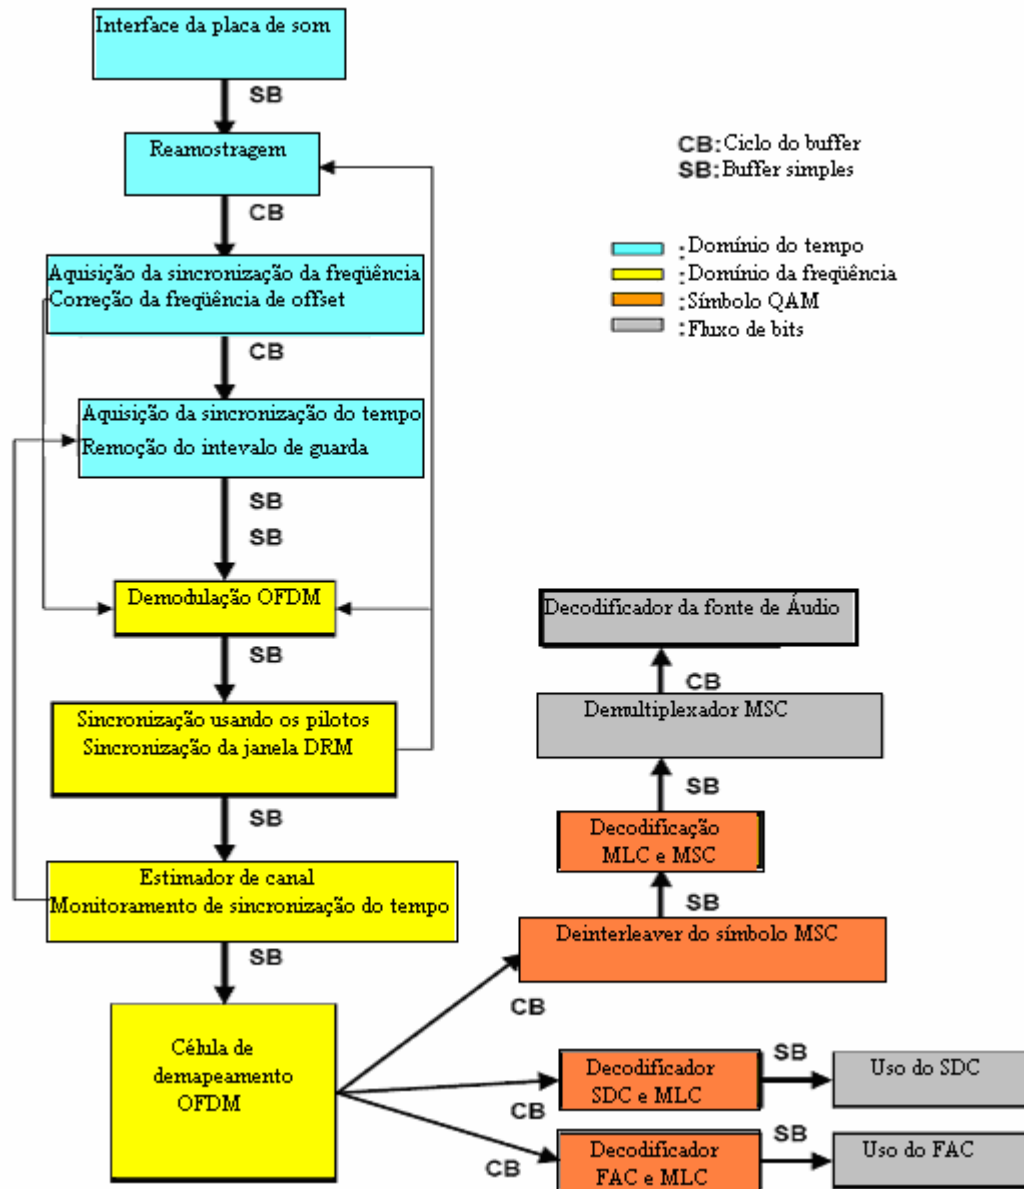 Interface da placa de som
SB
Reamostragem
CB
Aquisição da sincronização da freqüência
Correção da freqüência de offset
CB
Aquisição da sincronização do tempo
Remoção do intevalo de guarda
SB
SB
Demodulação OFDM
SB
Sincronização usando os pilotos
Sincronização da janela DRM
SB
Estimador de canal
Monitoramento de sincronização do tempo
SB
Célula de
demapeamento
OFDM
CB:Ciclo do buffer
SB:Buffer simples
:Domínio do tempo
:Domínio da freqüência
:Símbolo QAM
:Fluxo de bits
Decodificador da fonte de Áudio
CB
Demultiplexador MSC
SB
Decodificação
MLC e MSC
SB
Deinterleaver do símbolo MSC
CB
Decodificador
SDC e MLC
CB
SB
Uso do SDC
Decodificador
FAC e MLC
CB
SB
Uso do FAC